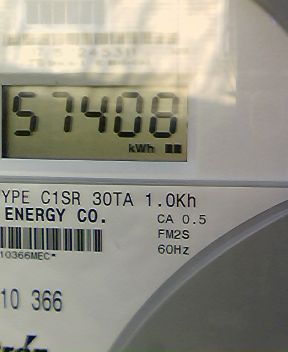 57408
kWh
YPE C1SR 30TA 1.0Kh
ENERGY CO.
CA 0.5
FM2S
60Hz
10366MEC*
10 366